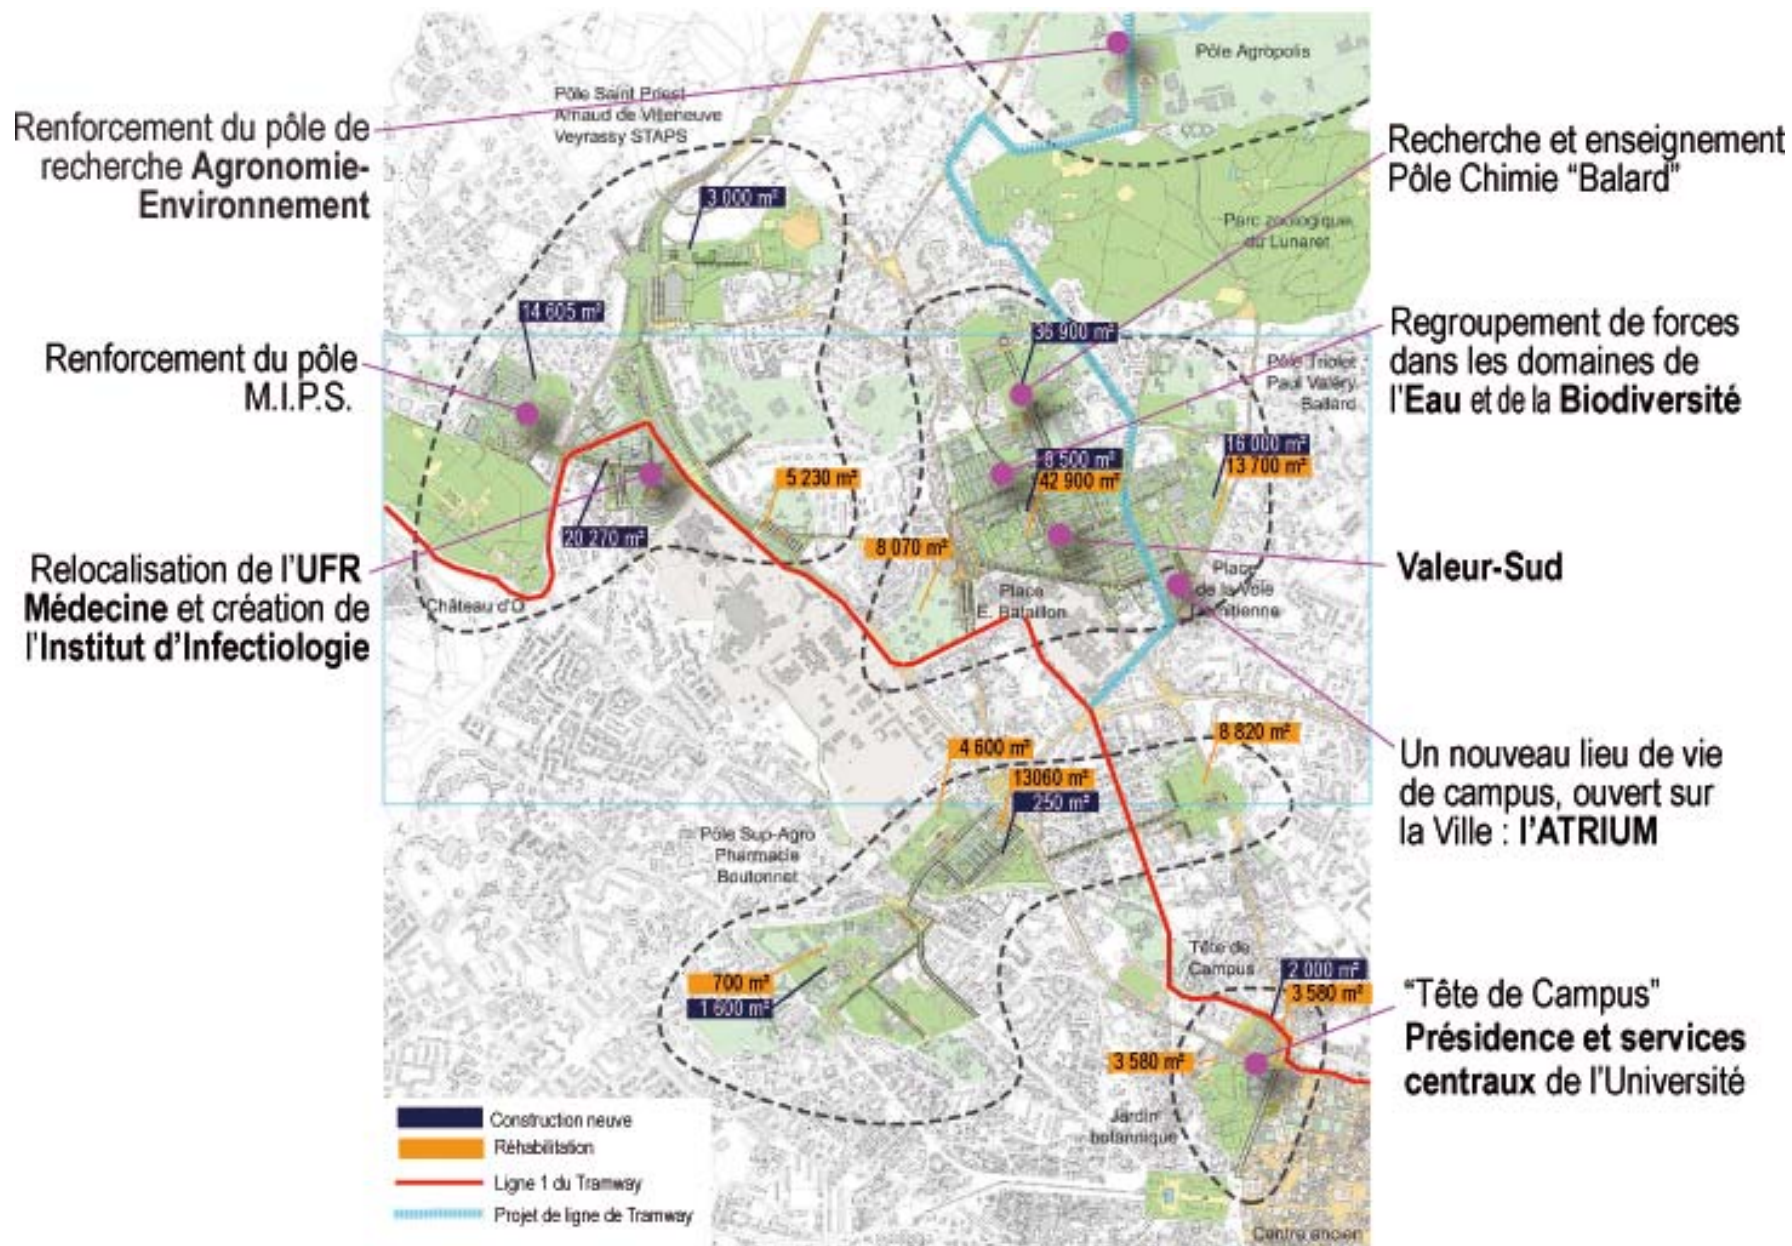 Renforcement du pôle de
recherche Agronomie-
Environnement
Renforcement du pôle
M.I.P.S.
Relocalisation de l'UFR
Médecine et création de
l'Institut d'Infectiologie
Pôle Saint Priest
Arnaud de Villeneuve
Veyrassy STAPS
Pôle Agropolis
Parc zoologique
du Lunaret
3 000 m²
14 605 m²
36 900 m²
Pôle Triolet
Paul Valéry
Ballard
16 000 m²
13 700 m²
8 500 m²
42 900 m²
5 230 m²
20 270 m²
8 070 m²
Château d'O
Place
E. Bataillon
Place
de la Voie
Domitienne
8 820 m²
4 600 m²
13060 m²
250 m²
Pôle Sup-Agro
Pharmacie
Boutonnet
700 m²
1 600 m²
Tête de
Campus
2 000 m²
3 580 m²
3 580 m²
Jardin
botannique
Centre ancien
Construction neuve
Réhabilitation
Ligne 1 du Tramway
Projet de ligne de Tramway
Recherche et enseignement
Pôle Chimie “Balard”
Regroupement de forces
dans les domaines de
l'Eau et de la Biodiversité
Valeur-Sud
Un nouveau lieu de vie
de campus, ouvert sur
la Ville : l'ATRIUM
“Tête de Campus”
Présidence et services
centraux de l'Université